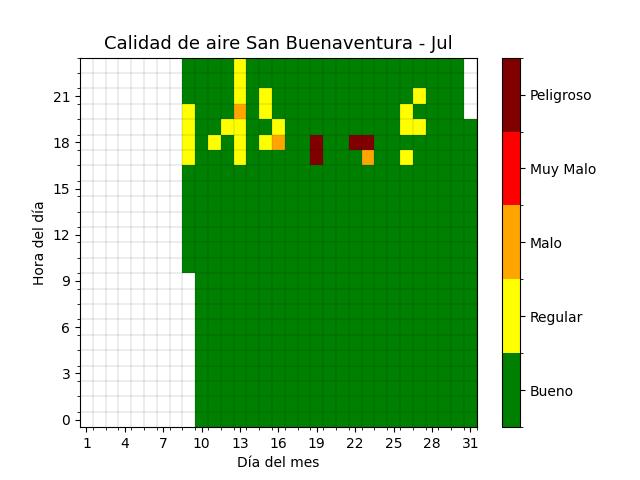 Calidad de aire San Buenaventura - Jul
Hora del día
21
18
15
12
9
6
3
0
1 4 7 10 13 16 19 22 25 28 31
Día del mes
Peligroso
Muy Malo
Malo
Regular
Bueno